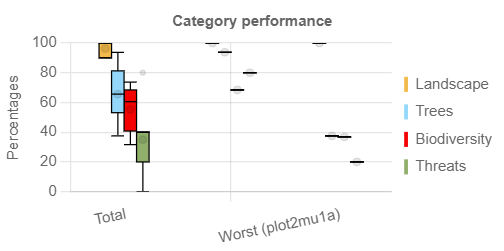 Category performance
Percentages
100
80
60
40
20
0
Total
Worst (plot2mu1a)
Landscape
Trees
Biodiversity
Threats